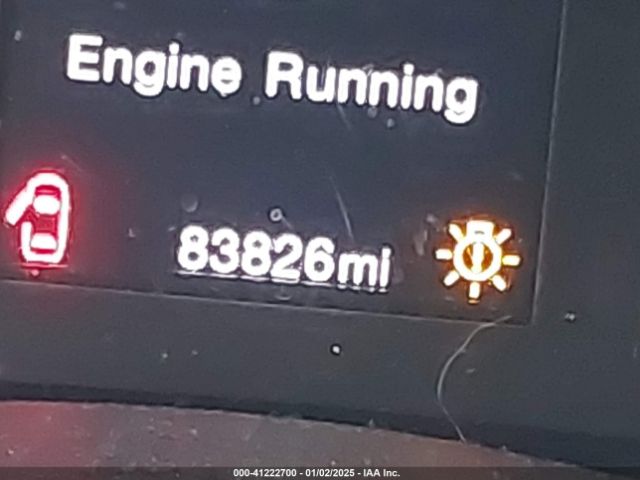 Engine Running
83826mi
000-41222700 - 01/02/2025 - IAA Inc.